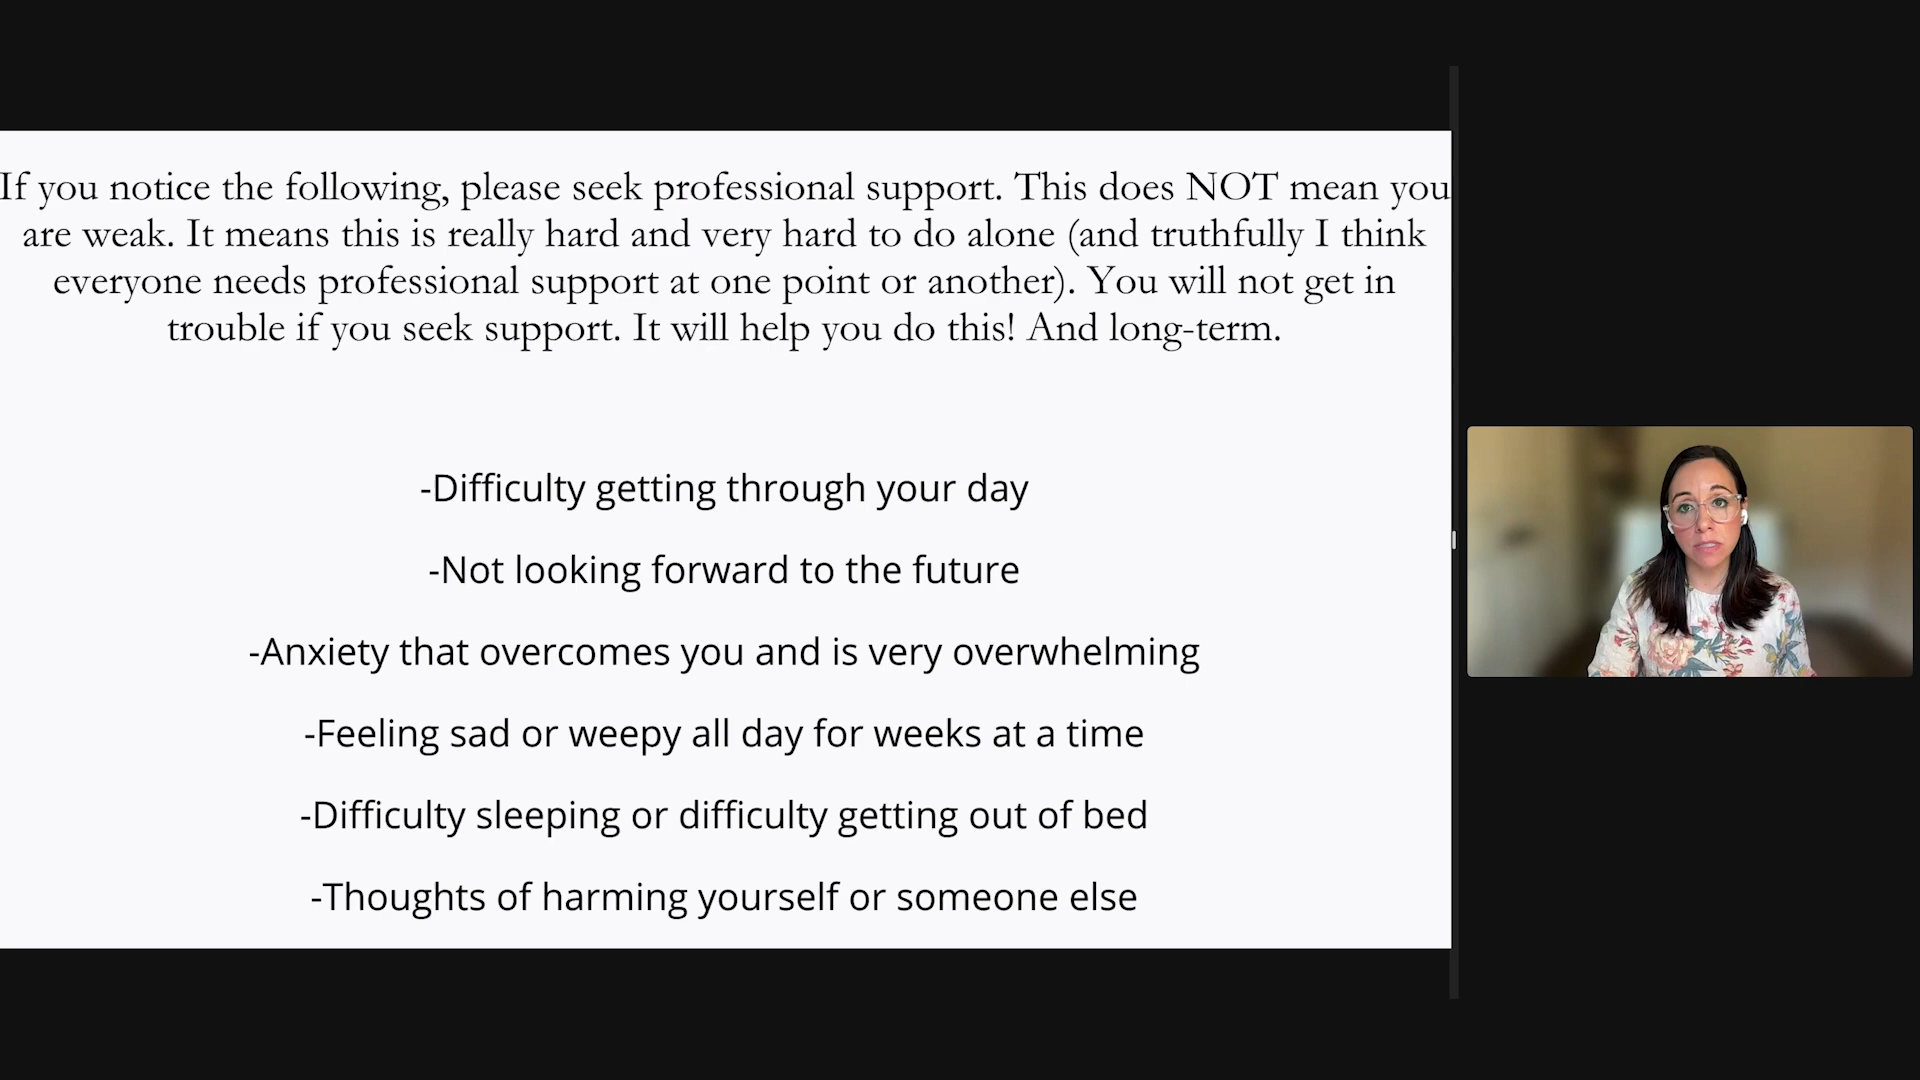 If you notice the following, please seek professional support. This does NOT mean you
are weak. It means this is really hard and very hard to do alone (and truthfully I think
everyone needs professional support at one point or another). You will not get in
trouble if you seek support. It will help you do this! And long-term.
-Difficulty getting through your day
-Not looking forward to the future
-Anxiety that overcomes you and is very overwhelming
-Feeling sad or weepy all day for weeks at a time
-Difficulty sleeping or difficulty getting out of bed
-Thoughts of harming yourself or someone else